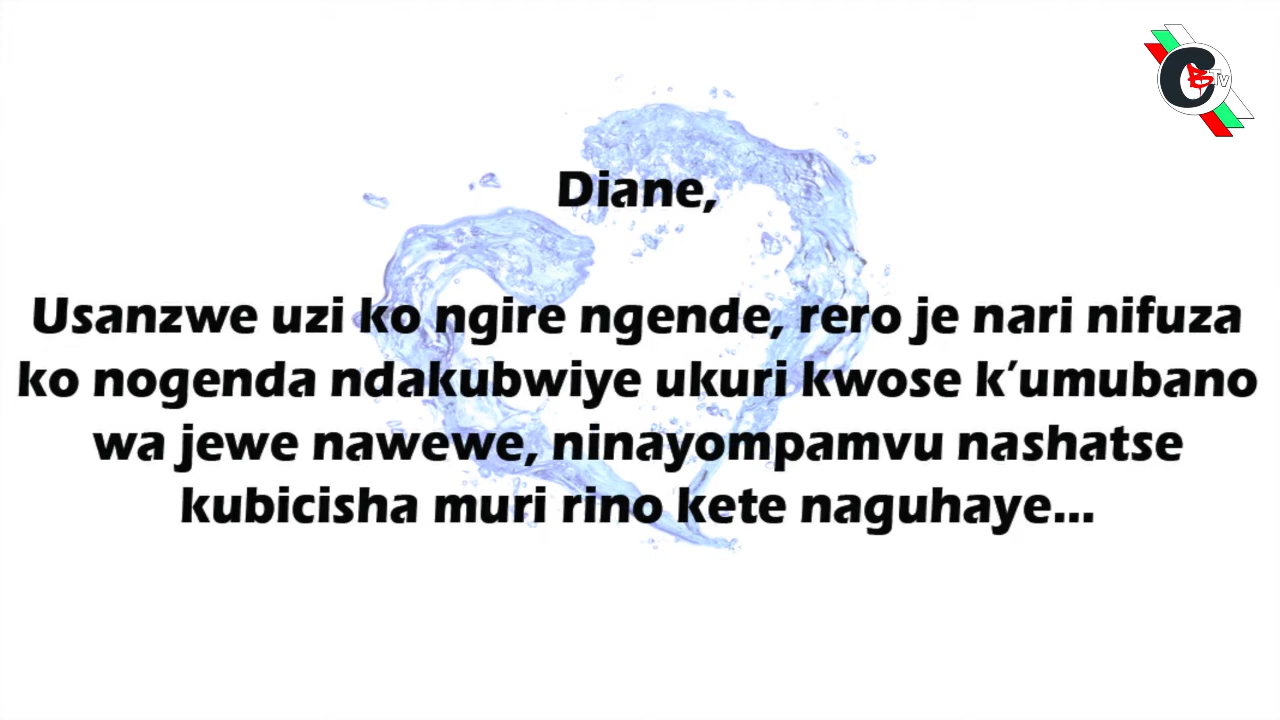 CBTv
Diane,
Usanzwe uzi ko ngire ngende, rero je nari nifuza
ko nogenda ndakubwiye ukuri kwose k'umubano
wa jewe nawewe, ninayompamvu nashatse
kubicisha muri rino kete naguhaye...